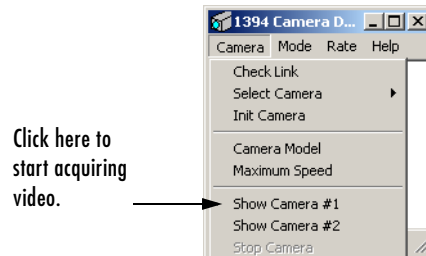 1394 Camera D...
Camera Mode Rate Help
Check Link
Select Camera
Init Camera
Camera Model
Maximum Speed
Click here to
start acquiring
video.
Show Camera #1
Show Camera #2
Stop Camera